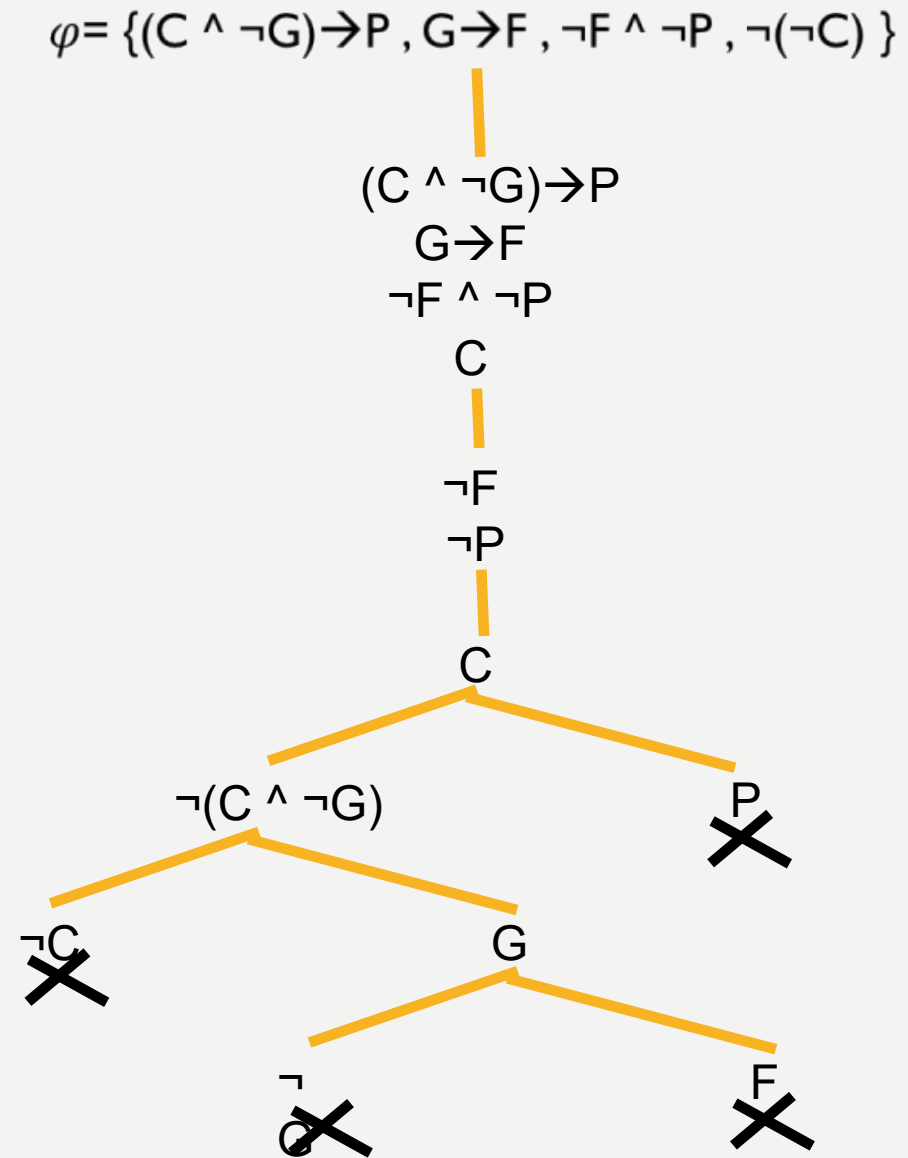 φ= {(C ^ ¬G)→P , G→F , ¬F ^ ¬P , ¬(¬C) }
(C ^ ¬G)→P
G→F
¬F ^ ¬P
C
¬F
¬P
C
¬(C ^ ¬G)
P
¬C
G
¬
G
F